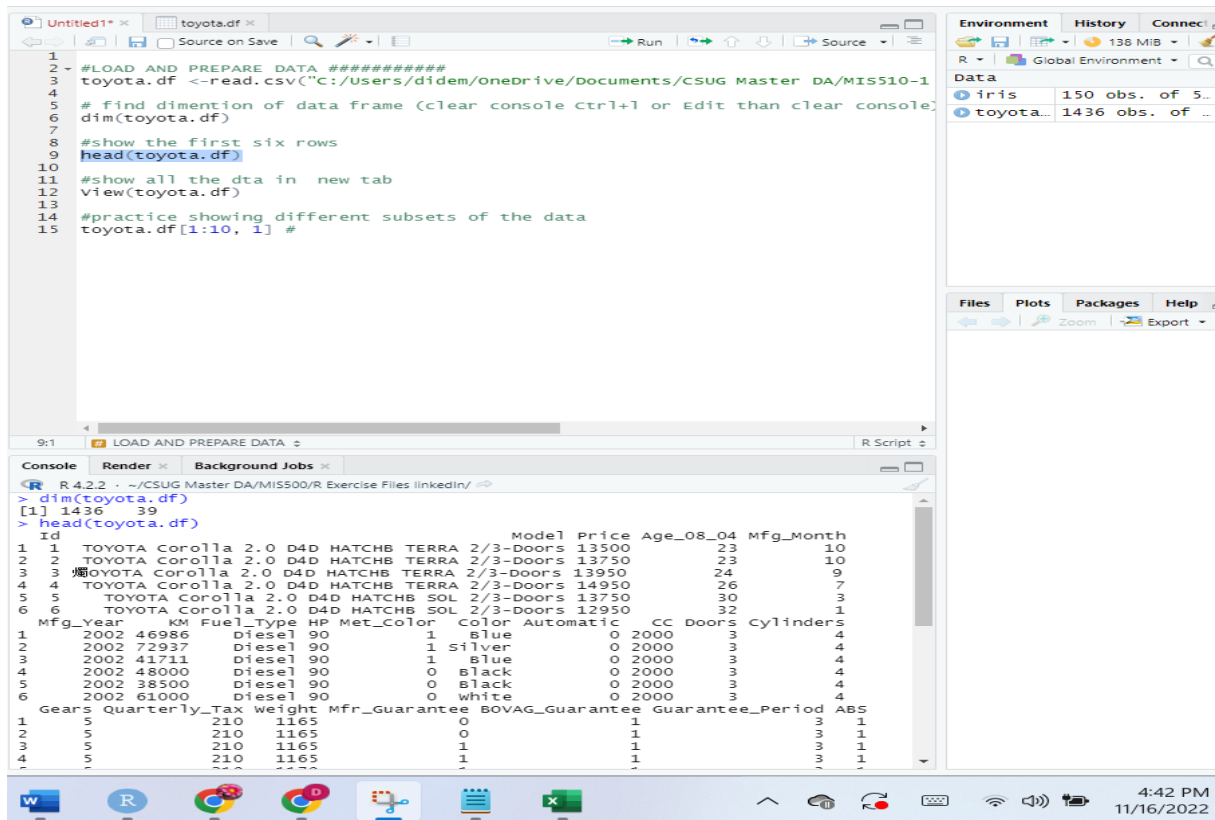 Untitled1* × toyota.df ×
Source on Save Run Source
1
2 #LOAD AND PREPARE DATA ###########
3 toyota.df <-read.csv("C:/Users/didem/OneDrive/Documents/CSUG Master DA/MIS510-1
4
5 # find dimention of data frame (clear console Ctrl+l or Edit than clear console)
6 dim(toyota.df)
7
8 #show the first six rows
9 head(toyota.df)
10
11 #show all the dta in  new tab
12 View(toyota.df)
13
14 #practice showing different subsets of the data
15 toyota.df[1:10, 1] #
9:1 # LOAD AND PREPARE DATA R Script
Console Render × Background Jobs ×
R 4.2.2 · ~/CSUG Master DA/MIS500/R Exercise Files linkedIn/
> dim(toyota.df)
[1] 1436   39
> head(toyota.df)
  Id Model Price Age_08_04 Mfg_Month
1  1 TOYOTA Corolla 2.0 D4D HATCHB TERRA 2/3-Doors 13500 23 10
2  2 TOYOTA Corolla 2.0 D4D HATCHB TERRA 2/3-Doors 13750 23 10
3  3 OYOTA Corolla 2.0 D4D HATCHB TERRA 2/3-Doors 13950 24 9
4  4 TOYOTA Corolla 2.0 D4D HATCHB TERRA 2/3-Doors 14950 26 7
5  5 TOYOTA Corolla 2.0 D4D HATCHB SOL 2/3-Doors 13750 30 3
6  6 TOYOTA Corolla 2.0 D4D HATCHB SOL 2/3-Doors 12950 32 1
  Mfg_Year KM Fuel_Type HP Met_Color Color Automatic CC Doors Cylinders
1 2002 46986 Diesel 90 1 Blue 0 2000 3 4
2 2002 72937 Diesel 90 1 Silver 0 2000 3 4
3 2002 41711 Diesel 90 1 Blue 0 2000 3 4
4 2002 48000 Diesel 90 0 Black 0 2000 3 4
5 2002 38500 Diesel 90 0 Black 0 2000 3 4
6 2002 61000 Diesel 90 0 White 0 2000 3 4
  Gears Quarterly_Tax Weight Mfr_Guarantee BOVAG_Guarantee Guarantee_Period ABS
1 5 210 1165 0 1 3 1
2 5 210 1165 0 1 3 1
3 5 210 1165 1 1 3 1
4 5 210 1165 1 1 3 1
Environment History Connect
138 MiB
R Global Environment
Data
iris 150 obs. of 5…
toyota… 1436 obs. of …
Files Plots Packages Help
Zoom Export
4:42 PM
11/16/2022